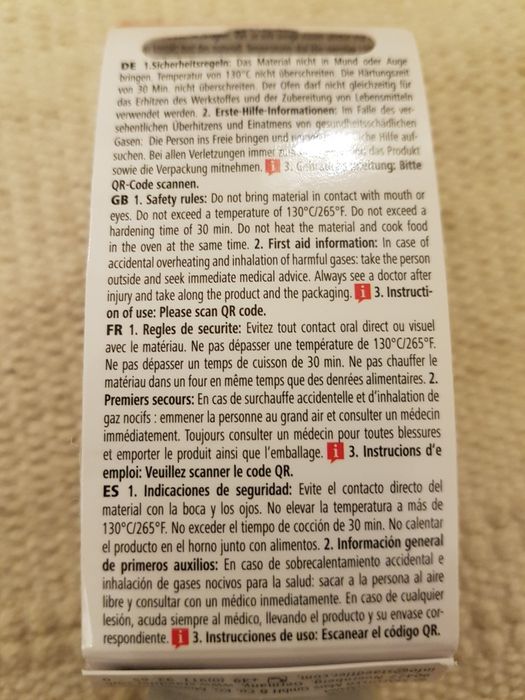 DE 1.Sicherheitsregeln: Das Material nicht in Mund oder Auge
bringen. Temperatur von 130°C nicht überschreiten. Die Härtungszeit
von 30 Min. nicht überschreiten. Der Ofen darf nicht gleichzeitig für
das Erhitzen des Werkstoffes und der Zubereitung von Lebensmitteln
verwendet werden. 2. Erste-Hilfe-Informationen: Im Falle des ver-
sehentlichen Überhitzens und Einatmens von gesundheitsschädlichen
Gasen: Die Person ins Freie bringen und Hilfe auf-
suchen. Bei allen Verletzungen immer das Produkt
sowie die Verpackung mitnehmen. i 3. Bitte
QR-Code scannen.
GB 1. Safety rules: Do not bring material in contact with mouth or
eyes. Do not exceed a temperature of 130°C/265°F. Do not exceed a
hardening time of 30 min. Do not heat the material and cook food
in the oven at the same time. 2. First aid information: In case of
accidental overheating and inhalation of harmful gases: take the person
outside and seek immediate medical advice. Always see a doctor after
injury and take along the product and the packaging. i 3. Instructi-
on of use: Please scan QR code.
FR 1. Regles de securite: Evitez tout contact oral direct ou visuel
avec le matériau. Ne pas dépasser une température de 130°C/265°F.
Ne pas dépasser un temps de cuisson de 30 min. Ne pas chauffer le
matériau dans un four en même temps que des denrées alimentaires. 2.
Premiers secours: En cas de surchauffe accidentelle et d'inhalation de
gaz nocifs : emmener la personne au grand air et consulter un médecin
immédiatement. Toujours consulter un médecin pour toutes blessures
et emporter le produit ainsi que l'emballage. i 3. Instrucions d'e
emploi: Veuillez scanner le code QR.
ES 1. Indicaciones de seguridad: Evite el contacto directo del
material con la boca y los ojos. No elevar la temperatura a más de
130°C/265°F. No exceder el tiempo de cocción de 30 min. No calentar
el producto en el horno junto con alimentos. 2. Información general
de primeros auxilios: En caso de sobrecalentamiento accidental e
inhalación de gases nocivos para la salud: sacar a la persona al aire
libre y consultar con un médico inmediatamente. En caso de cualquier
lesión, acuda siempre al médico, llevando el producto y su envase cor-
respondiente. i 3. Instrucciones de uso: Escanear el código QR.